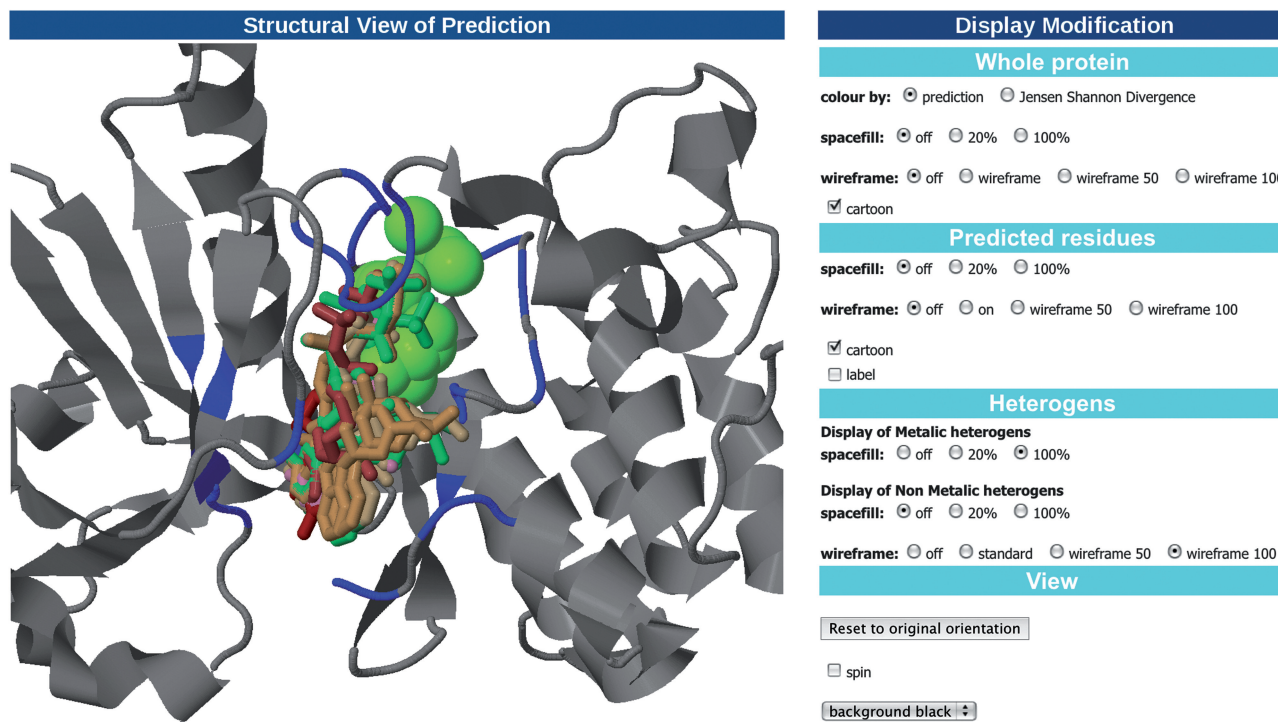 Structural View of Prediction
Display Modification
Whole protein
colour by: prediction Jensen Shannon Divergence
spacefill: off 20% 100%
wireframe: off wireframe wireframe 50 wireframe 100
cartoon
Predicted residues
spacefill: off 20% 100%
wireframe: off on wireframe 50 wireframe 100
cartoon
label
Heterogens
Display of Metalic heterogens
spacefill: off 20% 100%
Display of Non Metalic heterogens
spacefill: off 20% 100%
wireframe: off standard wireframe 50 wireframe 100
View
Reset to original orientation
spin
background black